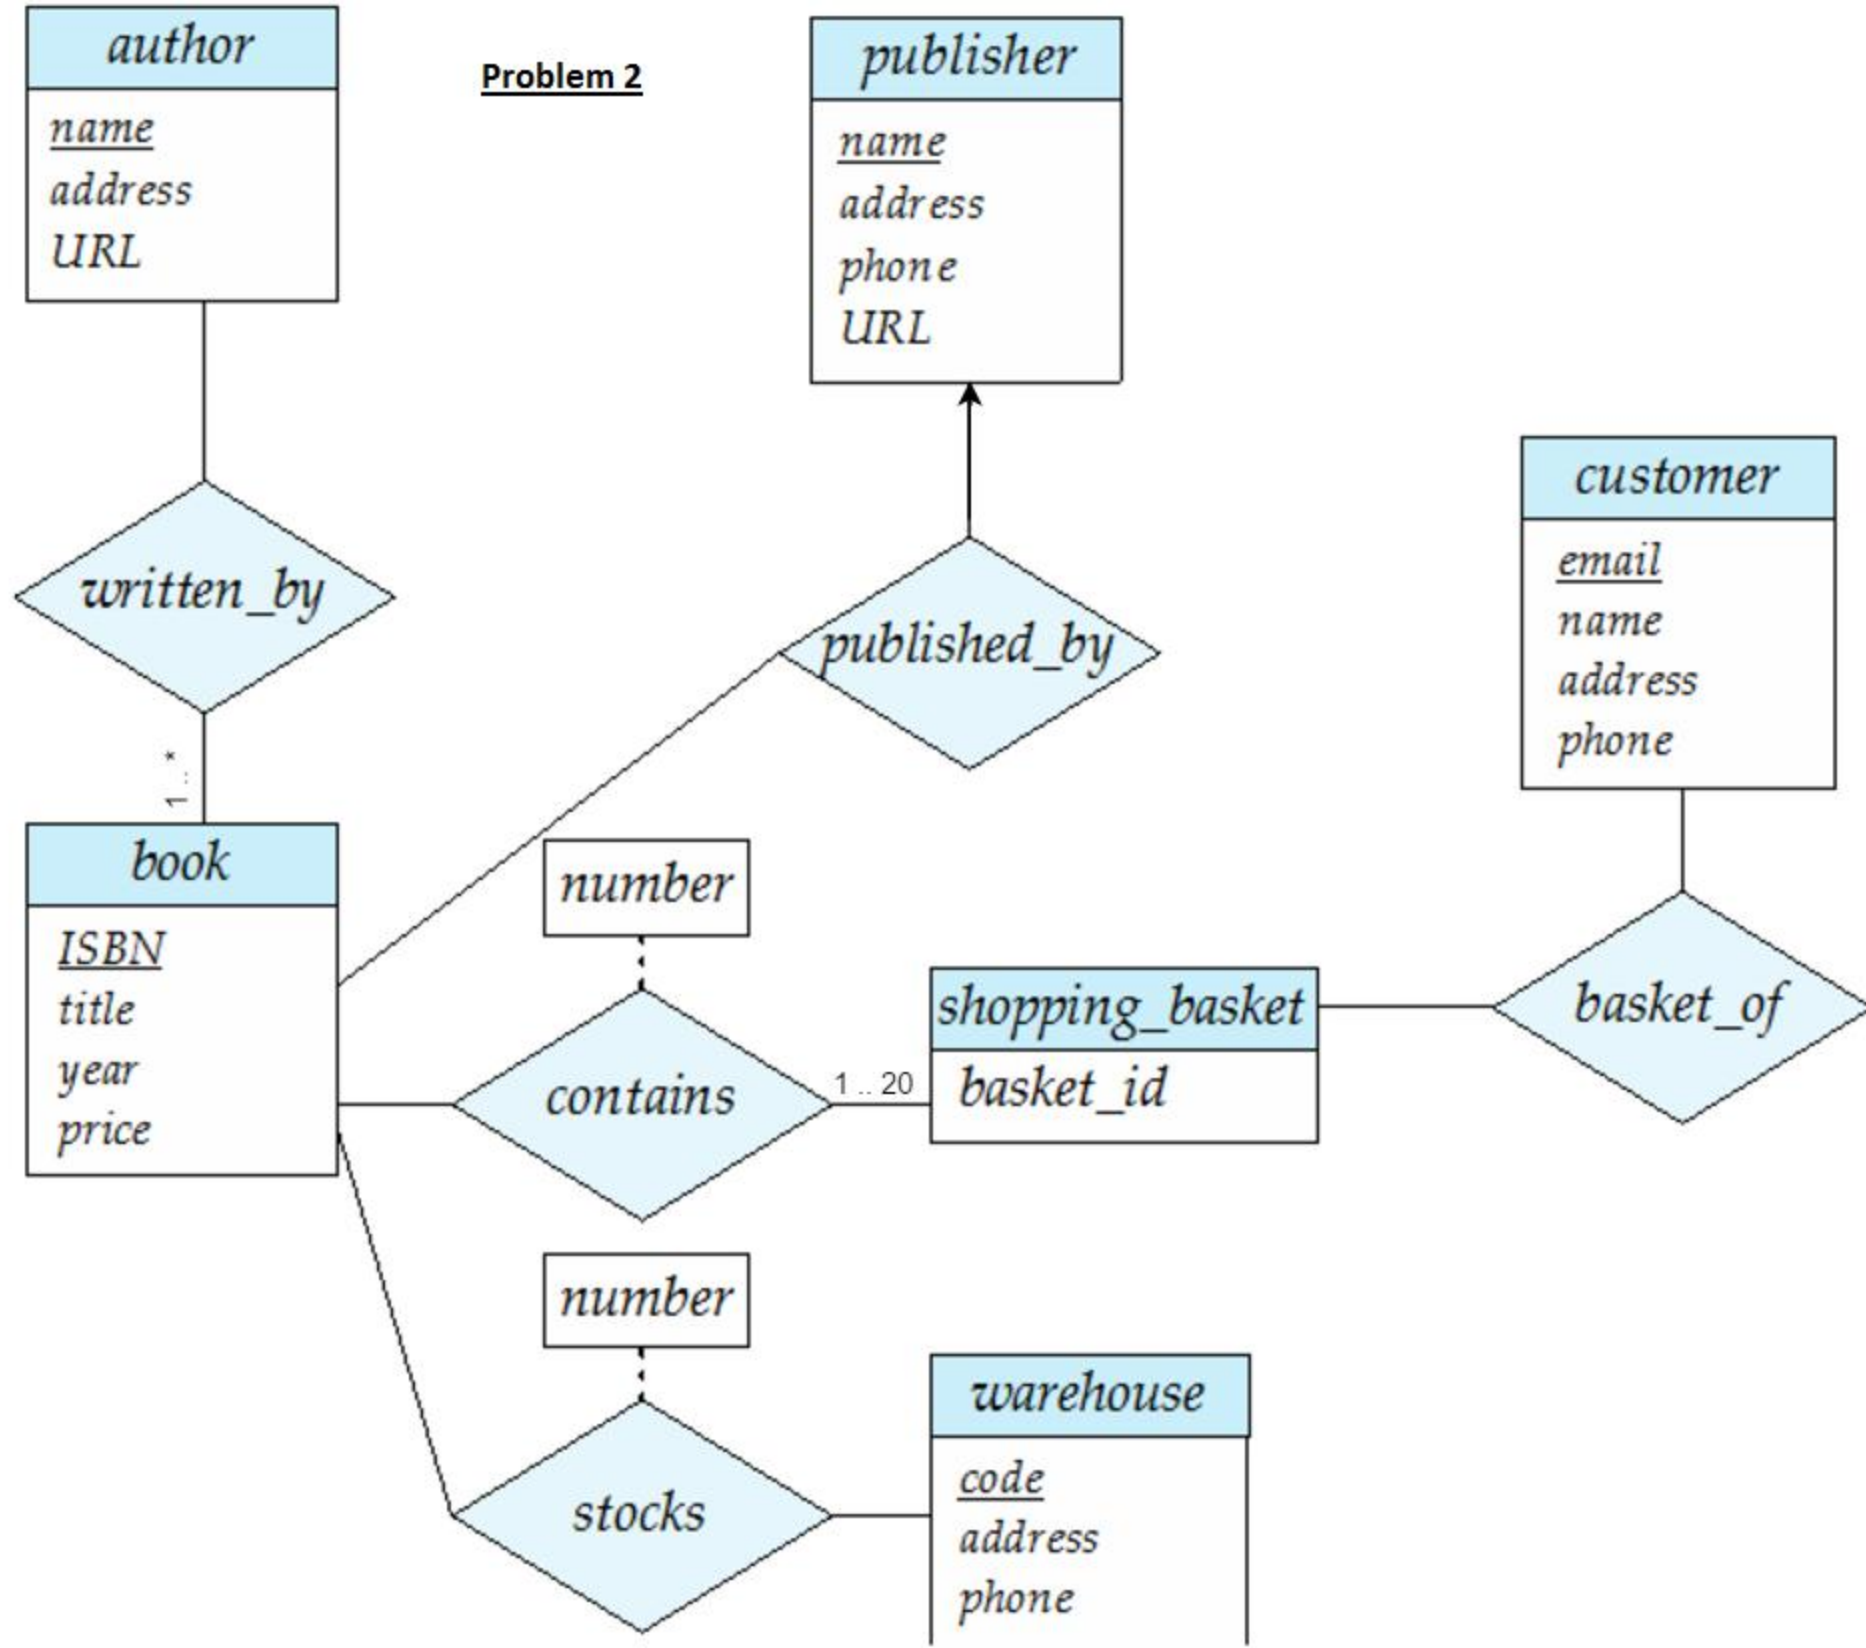 author
name
address
URL
Problem 2
publisher
name
address
phone
URL
written_by
published_by
customer
email
name
address
phone
1..*
book
ISBN
title
year
price
number
contains
1 .. 20
shopping_basket
basket_id
basket_of
number
stocks
warehouse
code
address
phone